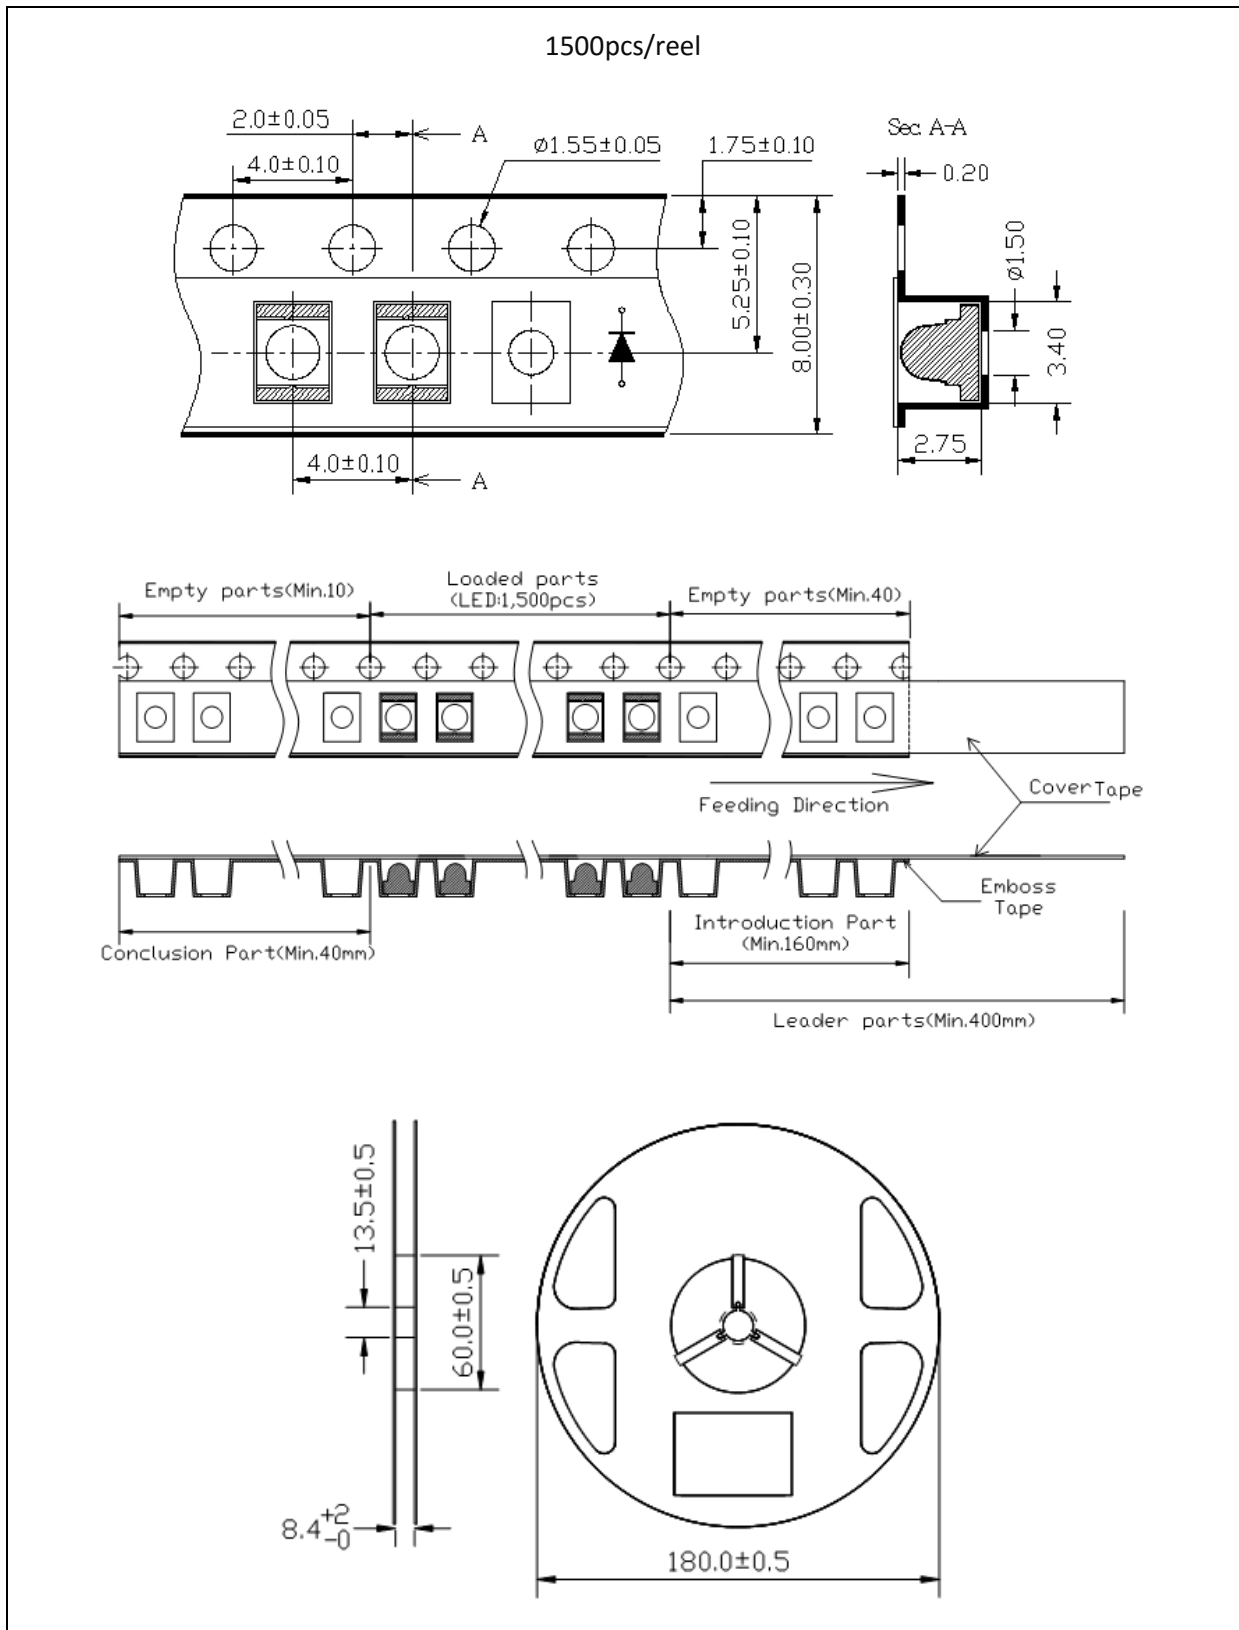 1500pcs/reel
2.0±0.05
A
ø1.55±0.05
1.75±0.10
Sec. A-A
4.0±0.10
0.20
5.25±0.10
8.00±0.30
ø1.50
3.40
2.75
4.0±0.10
A
Empty parts(Min.10)
Loaded parts
(LED:1,500pcs)
Empty parts(Min.40)
Feeding Direction
Cover Tape
Emboss
Tape
Conclusion Part(Min.40mm)
Introduction Part
(Min.160mm)
Leader parts(Min.400mm)
13.5±0.5
60.0±0.5
8.4+2
-0
180.0±0.5